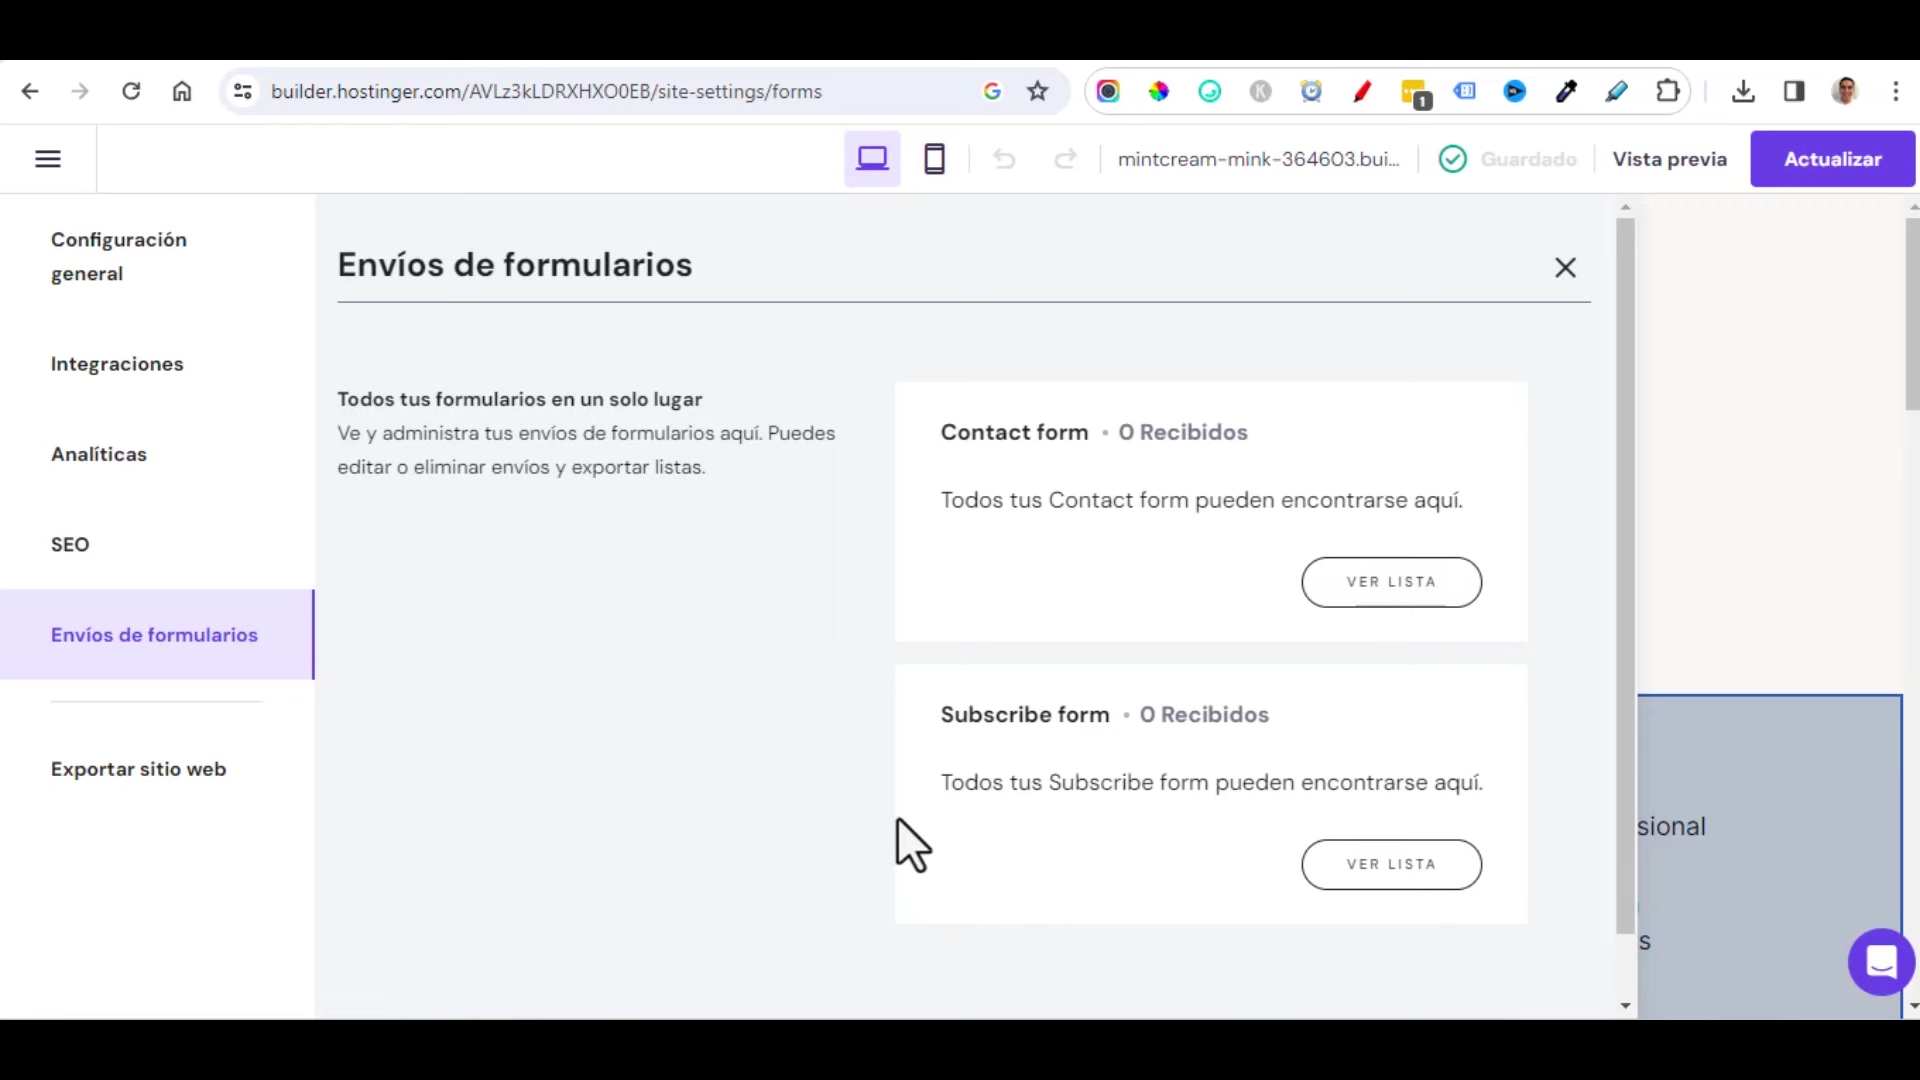 builder.hostinger.com/AVLz3kLDRXHXO0EB/site-settings/forms
1
mintcream-mink-364603.bui...
Guardado
Vista previa
Actualizar
Configuración
general
Integraciones
Analíticas
SEO
Envíos de formularios
Exportar sitio web
Envíos de formularios
Todos tus formularios en un solo lugar
Ve y administra tus envíos de formularios aquí. Puedes
editar o eliminar envíos y exportar listas.
Contact form • 0 Recibidos
Todos tus Contact form pueden encontrarse aquí.
VER LISTA
Subscribe form • 0 Recibidos
Todos tus Subscribe form pueden encontrarse aquí.
VER LISTA
sional
s